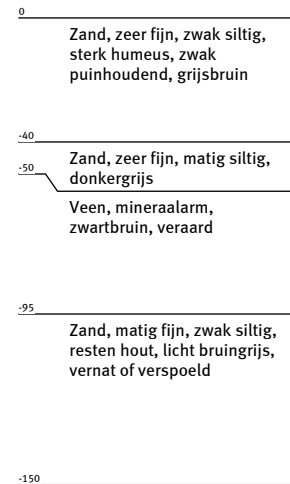 0
Zand, zeer fijn, zwak siltig,
sterk humeus, zwak
puinhoudend, grijsbruin
-40
Zand, zeer fijn, matig siltig,
-50
donkergrijs
Veen, mineraalarm,
zwartbruin, veraard
-95
Zand, matig fijn, zwak siltig,
resten hout, licht bruingrijs,
vernat of verspoeld
-150